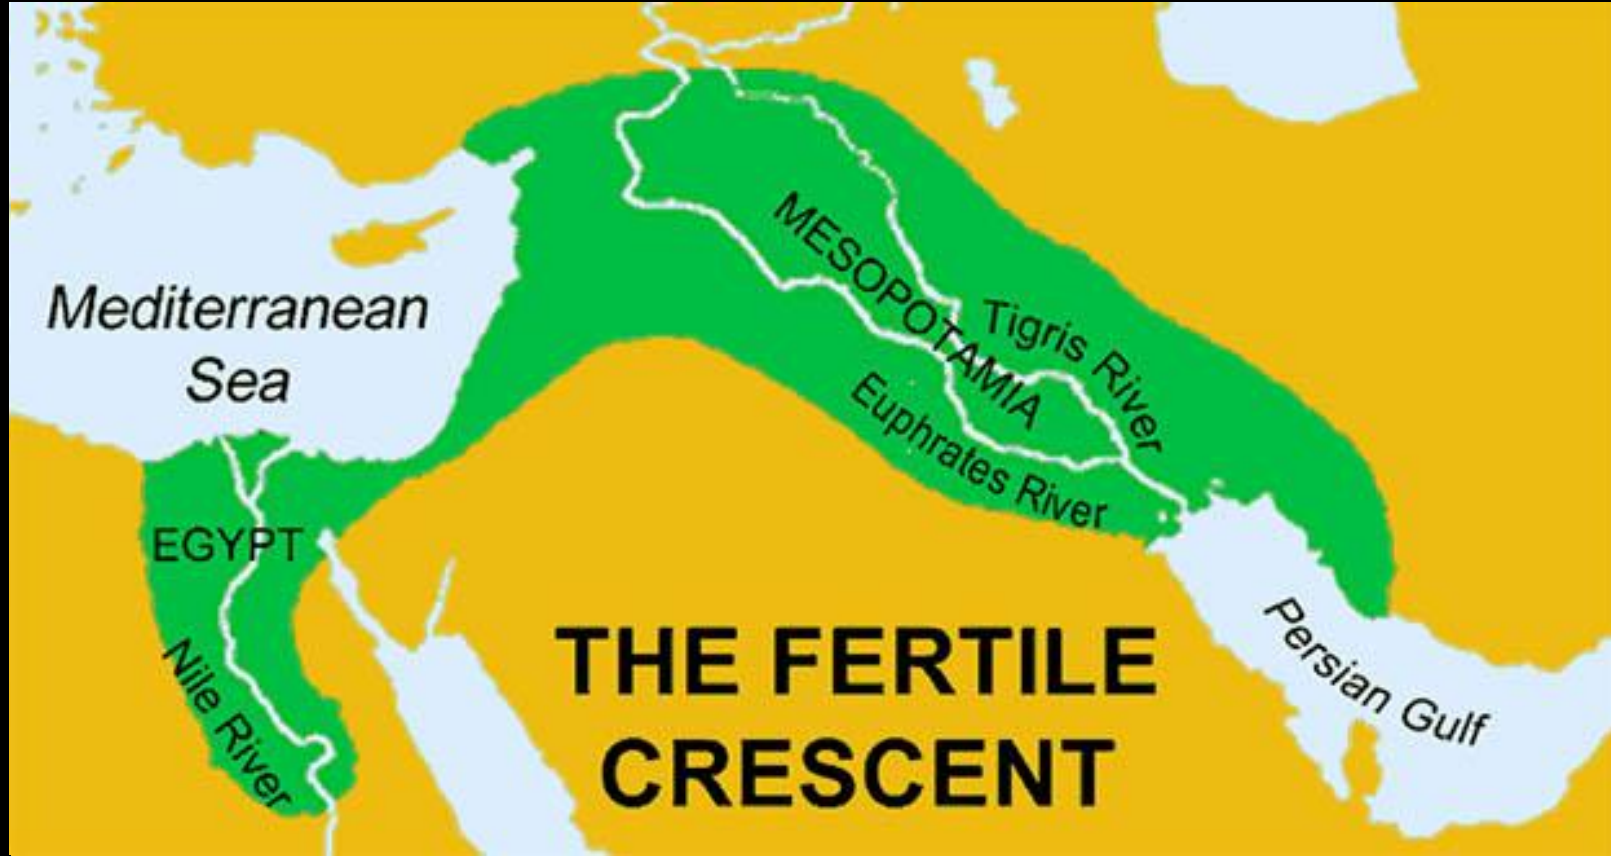 MESOPOTAMIA
Tigris River
Mediterranean
Sea
Euphrates River
EGYPT
Nile River
THE FERTILE
CRESCENT
Persian Gulf